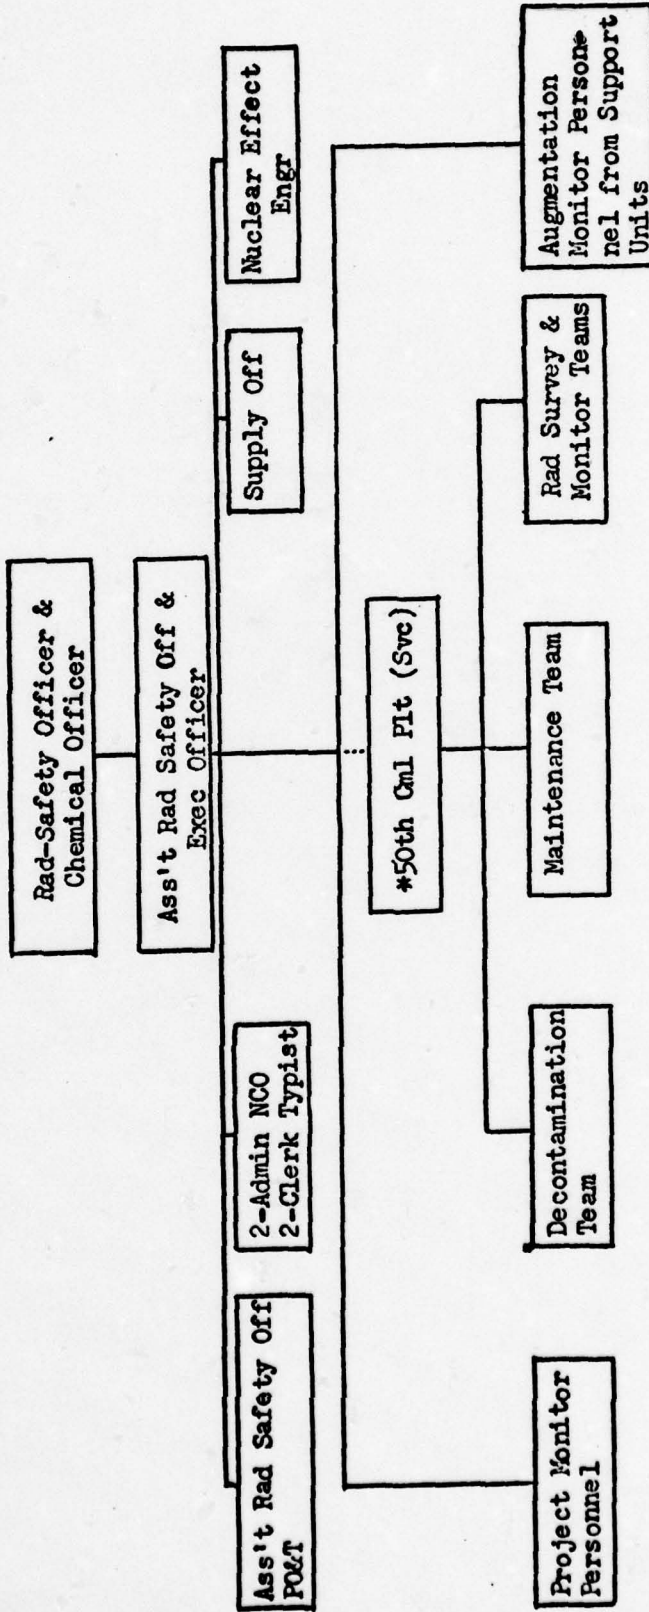 Rad-Safety Officer &
Chemical Officer
Ass't Rad Safety Off &
Exec Officer
Ass't Rad Safety Off
PO&T
2-Admin NCO
2-Clerk Typist
Supply Off
Nuclear Effect
Engr
*50th Cml Plt (Svc)
Project Monitor
Personnel
Decontamination
Team
Maintenance Team
Rad Survey &
Monitor Teams
Augmentation
Monitor Person-
nel from Support
Units